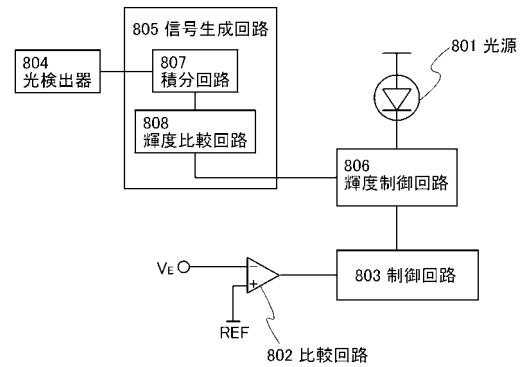 805 信号生成回路
804
光検出器
807
積分回路
808
輝度比較回路
801 光源
806
輝度制御回路
803 制御回路
VE
−
+
REF
802 比較回路